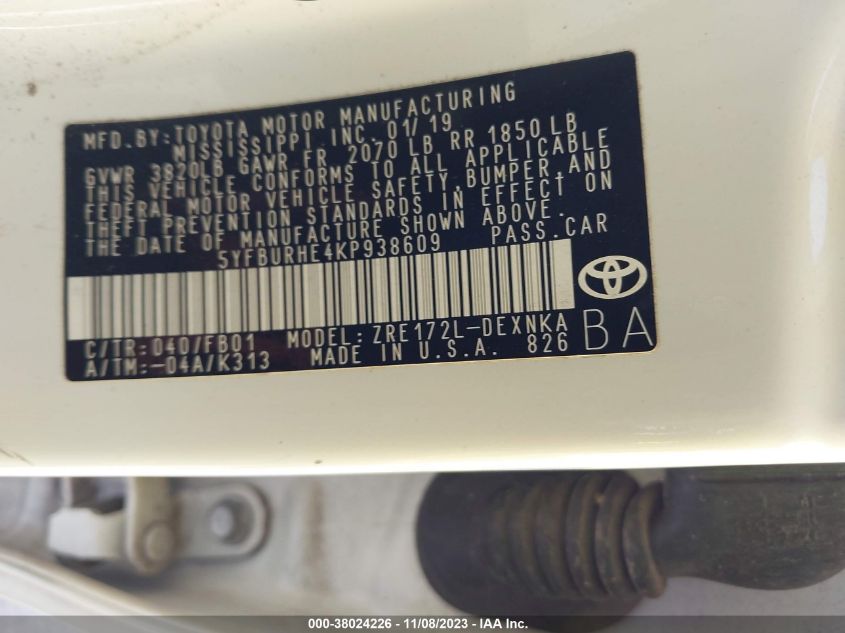 MFD.BY:TOYOTA MOTOR MANUFACTURING
MISSISSIPPI INC. 01/19
GVWR 3820LB GAWR FR 2070 LB RR 1850 LB
THIS VEHICLE CONFORMS TO ALL APPLICABLE
FEDERAL MOTOR VEHICLE SAFETY,BUMPER,AND
THEFT PREVENTION STANDARDS IN EFFECT ON
THE DATE OF MANUFACTURE SHOWN ABOVE.
5YFBURHE4KP938609 PASS.CAR
C/TR:040/FB01 MODEL:ZRE172L-DEXNKA
A/TM:-04A/K313 MADE IN U.S.A. 826
BA
000-38024226 - 11/08/2023 - IAA Inc.